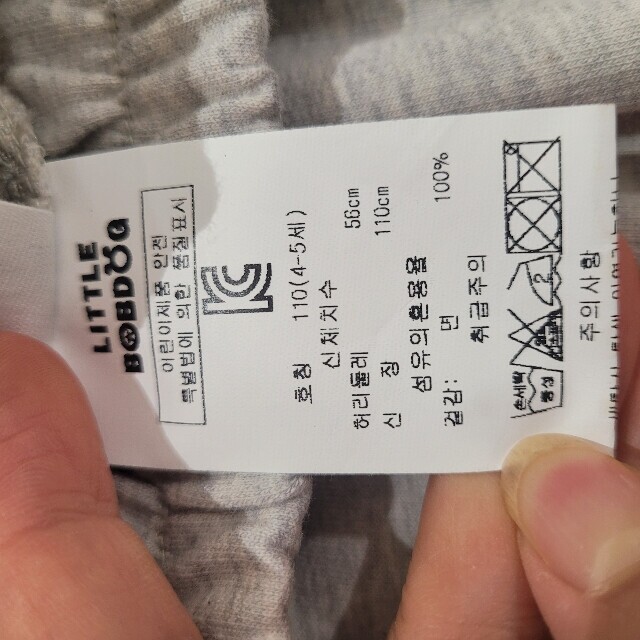 LITTLE
BOBDOG
어린이제품 안전
특별법에 의한 품질표시
호칭 110(4-5세)
신체치수
허리둘레 56cm
신 장 110cm
섬유의혼용율
겉감: 면 100%
취급주의
손세탁
중성
2
주의사항